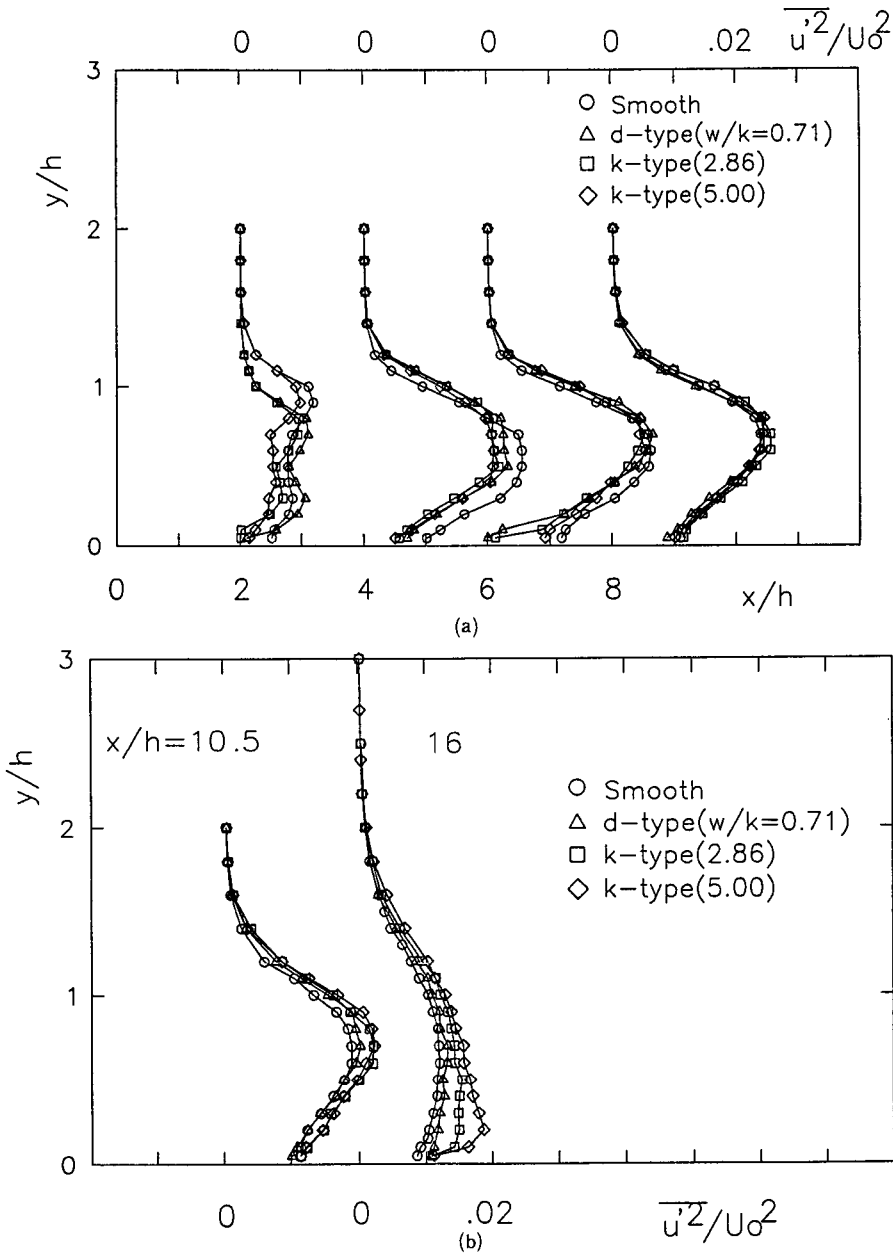 0 0 0 0 .02 u'²/Uo²
3
Smooth
d-type(w/k=0.71)
k-type(2.86)
k-type(5.00)
y/h
2
1
0
0 2 4 6 8 x/h
(a)
3
x/h=10.5 16
y/h
Smooth
d-type(w/k=0.71)
k-type(2.86)
k-type(5.00)
2
1
0
0 0 .02 u'²/Uo²
(b)